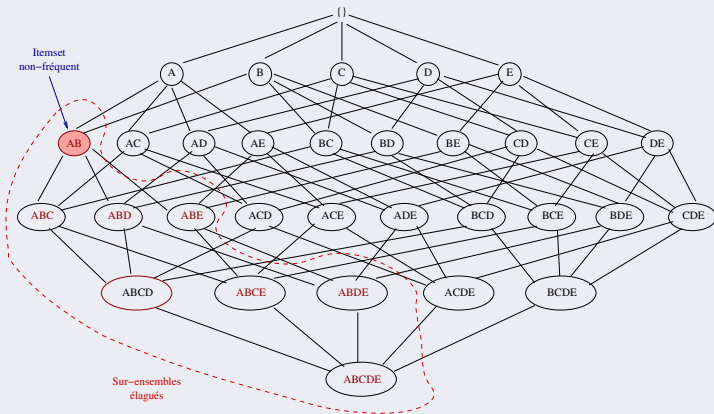 {}
Itemset
non-fréquent
A B C D E
AB AC AD AE BC BD BE CD CE DE
ABC ABD ABE ACD ACE ADE BCD BCE BDE CDE
ABCD ABCE ABDE ACDE BCDE
ABCDE
Sur-ensembles
élagués